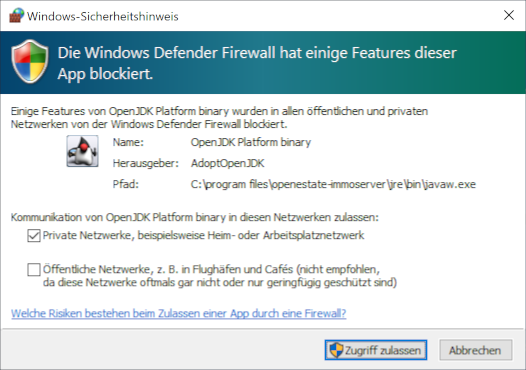 Windows-Sicherheitshinweis
Die Windows Defender Firewall hat einige Features dieser
App blockiert.
Einige Features von OpenJDK Platform binary wurden in allen öffentlichen und privaten
Netzwerken von der Windows Defender Firewall blockiert.
Name: OpenJDK Platform binary
Herausgeber: AdoptOpenJDK
Pfad: C:\program files\openestate-immoserver\jre\bin\javaw.exe
Kommunikation von OpenJDK Platform binary in diesen Netzwerken zulassen:
Private Netzwerke, beispielsweise Heim- oder Arbeitsplatznetzwerk
Öffentliche Netzwerke, z. B. in Flughäfen und Cafés (nicht empfohlen,
da diese Netzwerke oftmals gar nicht oder nur geringfügig geschützt sind)
Welche Risiken bestehen beim Zulassen einer App durch eine Firewall?
Zugriff zulassen
Abbrechen